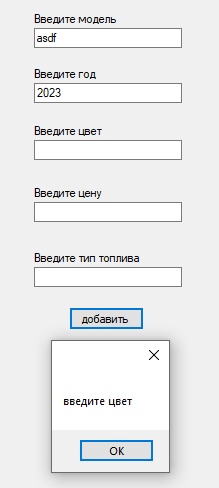 Введите модель
asdf
Введите год
2023
Введите цвет
Введите цену
Введите тип топлива
добавить
введите цвет
OK